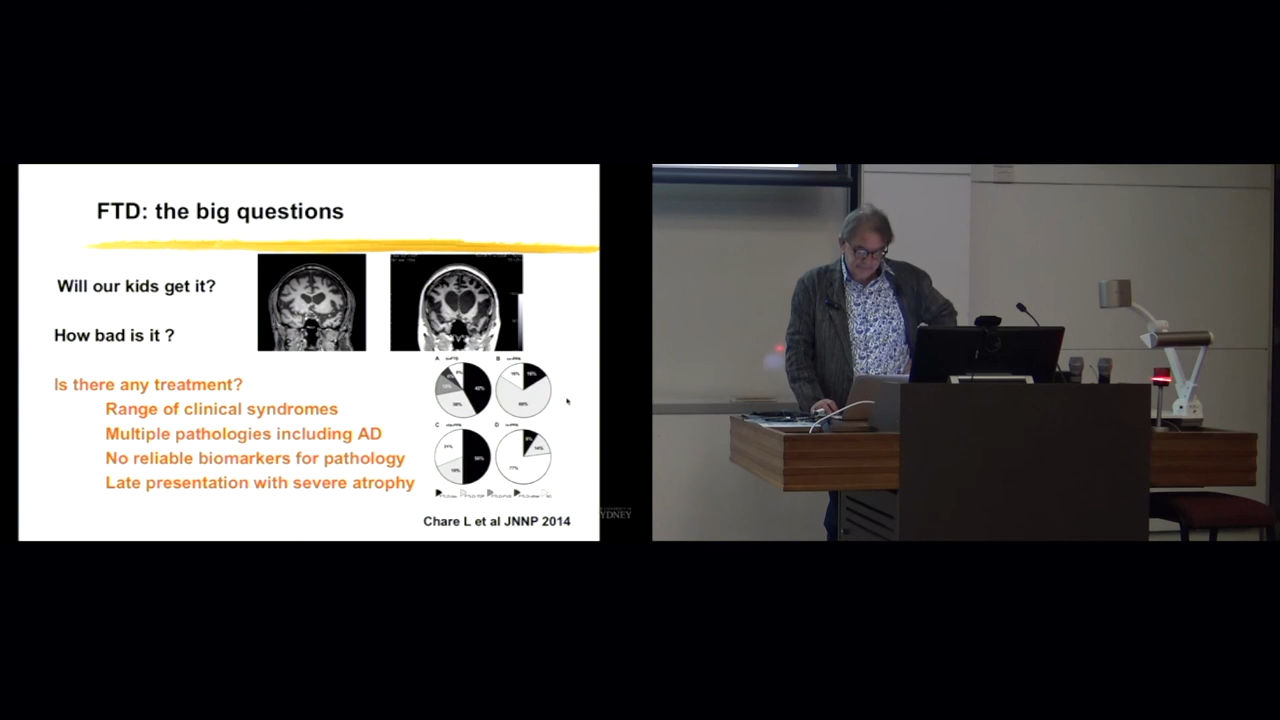 FTD: the big questions
Will our kids get it?
How bad is it ?
Is there any treatment?
Range of clinical syndromes
Multiple pathologies including AD
No reliable biomarkers for pathology
Late presentation with severe atrophy
A
B
C
D
Chare L et al JNNP 2014
YDNEY